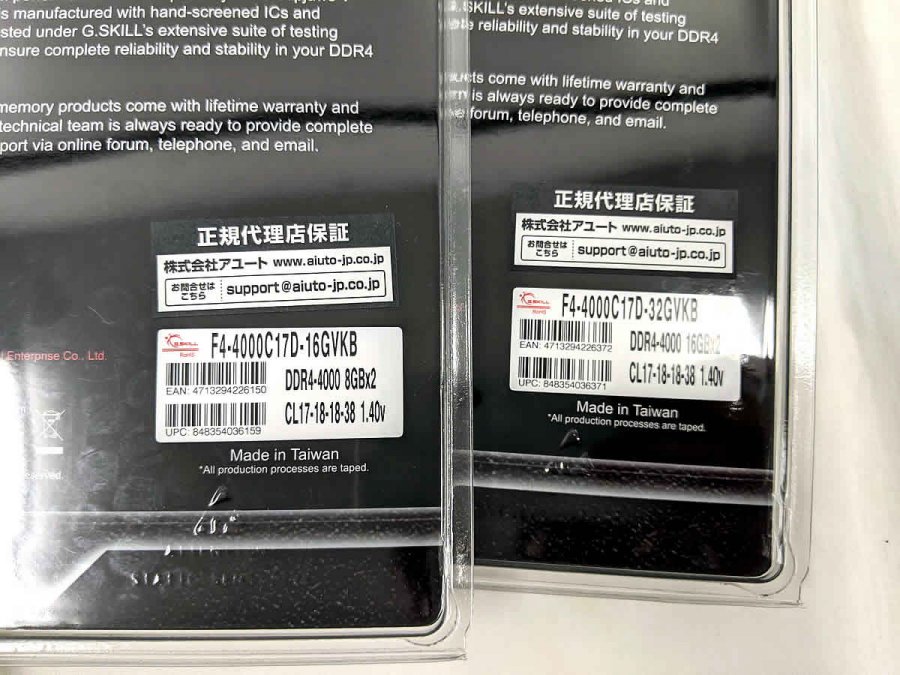 is manufactured with hand-screened ICs and
sted under G.SKILL's extensive suite of testing
nsure complete reliability and stability in your DDR4
memory products come with lifetime warranty and
technical team is always ready to provide complete
port via online forum, telephone, and email.
正規代理店保証
株式会社アユート www.aiuto-jp.co.jp
お問合せは
こちら
support@aiuto-jp.co.jp
G.SKILL
RoHS
F4-4000C17D-16GVKB
EAN: 4713294226150
DDR4-4000 8GBx2
UPC: 848354036159
CL17-18-18-38 1.40v
Enterprise Co., Ltd.
Made in Taiwan
*All production processes are taped.
served.
e reliability and stability in your DDR4
cts come with lifetime warranty and
is always ready to provide complete
e forum, telephone, and email.
正規代理店保証
株式会社アユート www.aiuto-jp.co.jp
お問合せは
こちら
support@aiuto-jp.co.jp
G.SKILL
RoHS
F4-4000C17D-32GVKB
EAN: 4713294226372
DDR4-4000 16GBx2
UPC: 848354036371
CL17-18-18-38 1.40v
Made in Taiwan
*All production processes are taped.